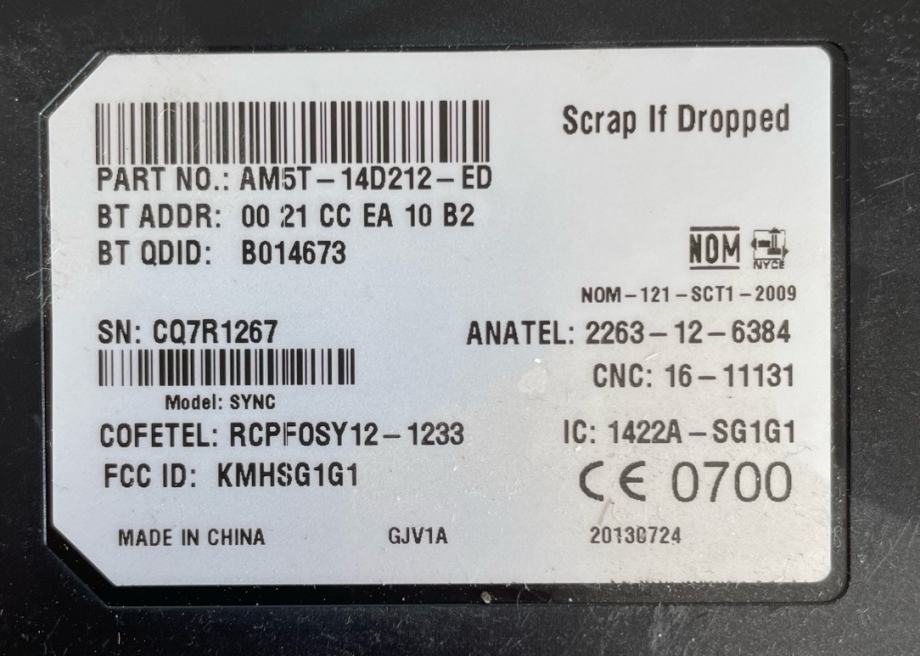 Scrap If Dropped
PART NO.: AM5T-14D212-ED
BT ADDR: 00 21 CC EA 10 B2
BT QDID: B014673
NOM
NYCE
NOM-121-SCT1-2009
SN: CQ7R1267
ANATEL: 2263-12-6384
CNC: 16-11131
Model: SYNC
COFETEL: RCPFOSY12-1233
IC: 1422A-SG1G1
FCC ID: KMHSG1G1
CE 0700
MADE IN CHINA
GJV1A
20130724